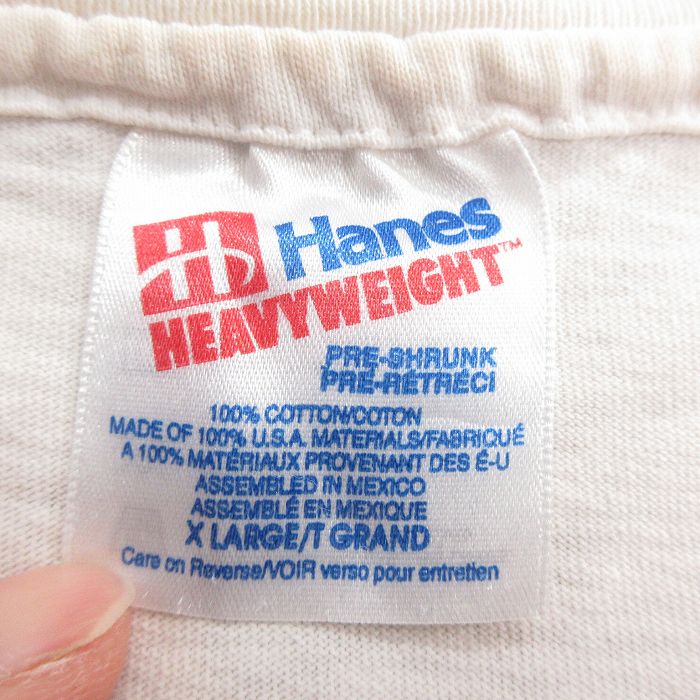 Hanes
HEAVYWEIGHT™
PRE-SHRUNK
PRÉ-RÉTRÉCI
100% COTTON/COTON
MADE OF 100% U.S.A. MATERIALS/FABRIQUÉ
A 100% MATÉRIAUX PROVENANT DES É-U
ASSEMBLED IN MEXICO
ASSEMBLÉ EN MEXIQUE
X LARGE/T GRAND
Care on Reverse/VOIR verso pour entretien